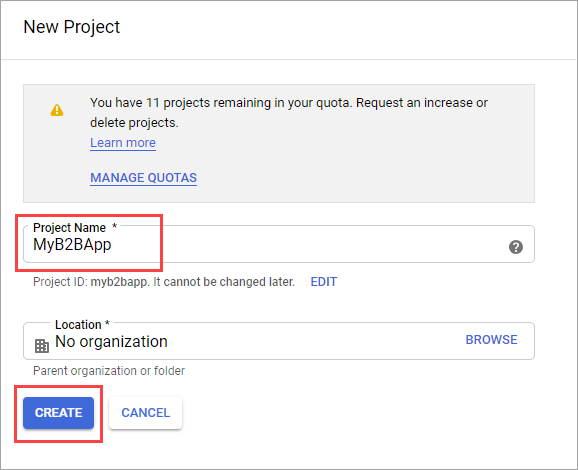 New Project
You have 11 projects remaining in your quota. Request an increase or
delete projects.
Learn more
MANAGE QUOTAS
Project Name *
MyB2BApp
Project ID: myb2bapp. It cannot be changed later. EDIT
Location *
No organization BROWSE
Parent organization or folder
CREATE CANCEL